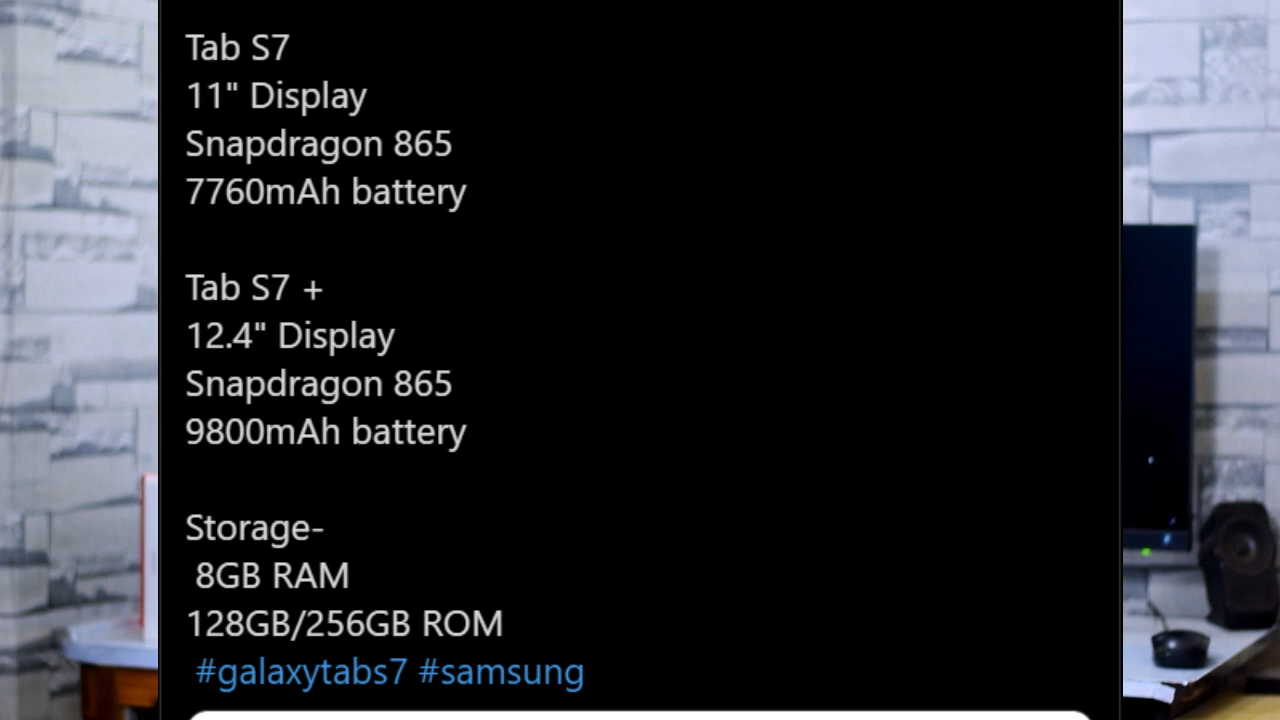 Tab S7
11" Display
Snapdragon 865
7760mAh battery
Tab S7 +
12.4" Display
Snapdragon 865
9800mAh battery
Storage-
8GB RAM
128GB/256GB ROM
#galaxytabs7 #samsung